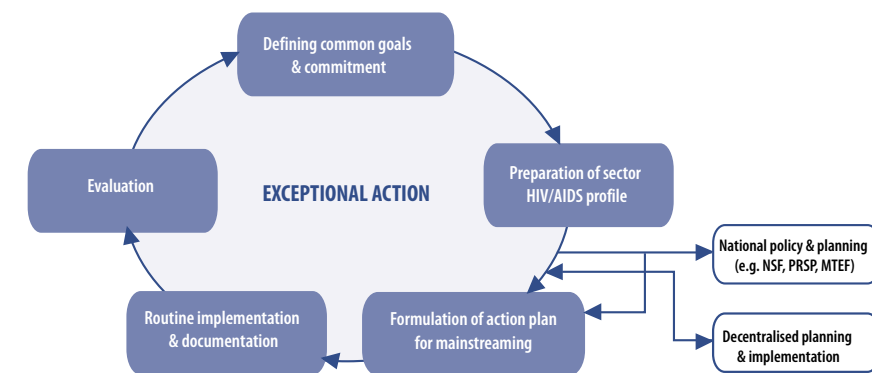 Defining common goals
& commitment
Preparation of sector
HIV/AIDS profile
Evaluation
EXCEPTIONAL ACTION
National policy & planning
(e.g. NSF, PRSP, MTEF)
Routine implementation
& documentation
Formulation of action plan
for mainstreaming
Decentralised planning
& implementation